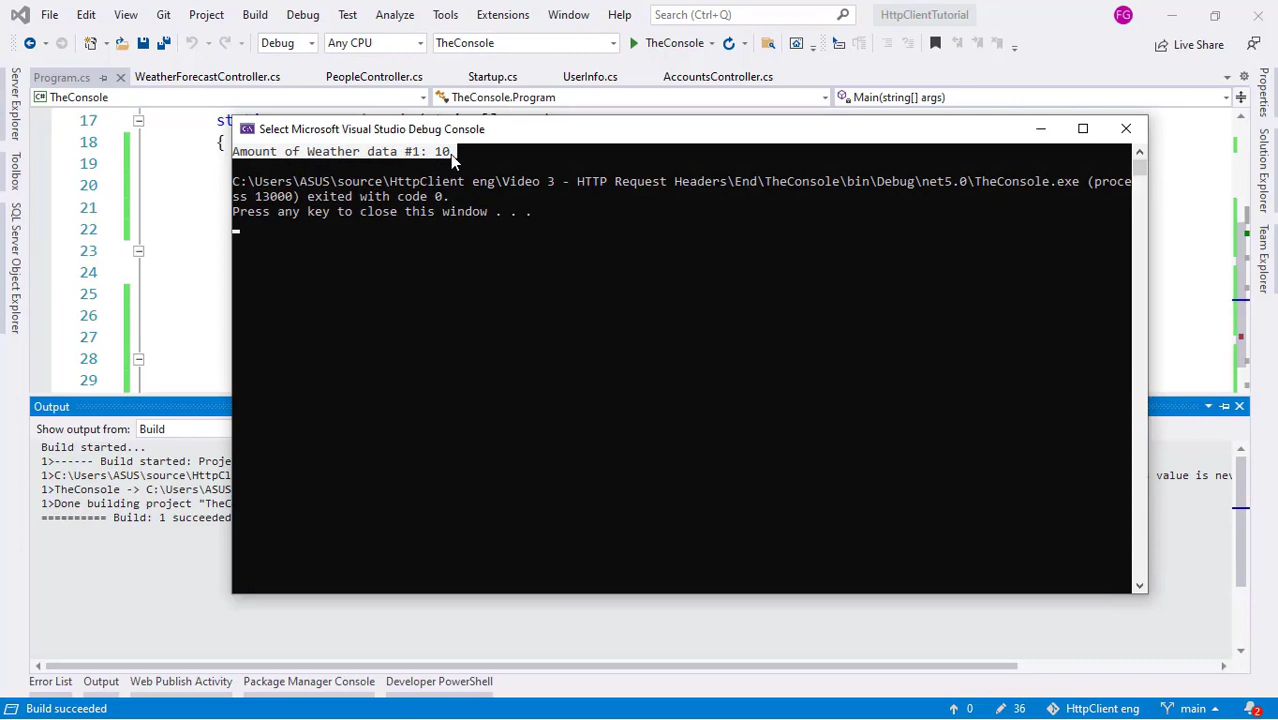 File Edit View Git Project Build Debug Test Analyze Tools Extensions Window Help Search (Ctrl+Q) HttpClientTutorial FG
Debug Any CPU TheConsole TheConsole Live Share
Program.cs WeatherForecastController.cs PeopleController.cs Startup.cs UserInfo.cs AccountsController.cs
TheConsole TheConsole.Program Main(string[] args)
Server Explorer
Toolbox
SQL Server Object Explorer
Properties
Solution Explorer
Team Explorer
17
18 {
19
20
21
22
23
24
25
26
27
28
29
Select Microsoft Visual Studio Debug Console
Amount of Weather data #1: 10
C:\Users\ASUS\source\HttpClient eng\Video 3 - HTTP Request Headers\End\TheConsole\bin\Debug\net5.0\TheConsole.exe (proce
ss 13000) exited with code 0.
Press any key to close this window . . .
Output
Show output from: Build
Build started...
1>------ Build started: Proje
1>C:\Users\ASUS\source\HttpCl value is nev
1>TheConsole -> C:\Users\ASUS
1>Done building project "TheC
========== Build: 1 succeeded
Error List Output Web Publish Activity Package Manager Console Developer PowerShell
Build succeeded 0 36 HttpClient eng main 2